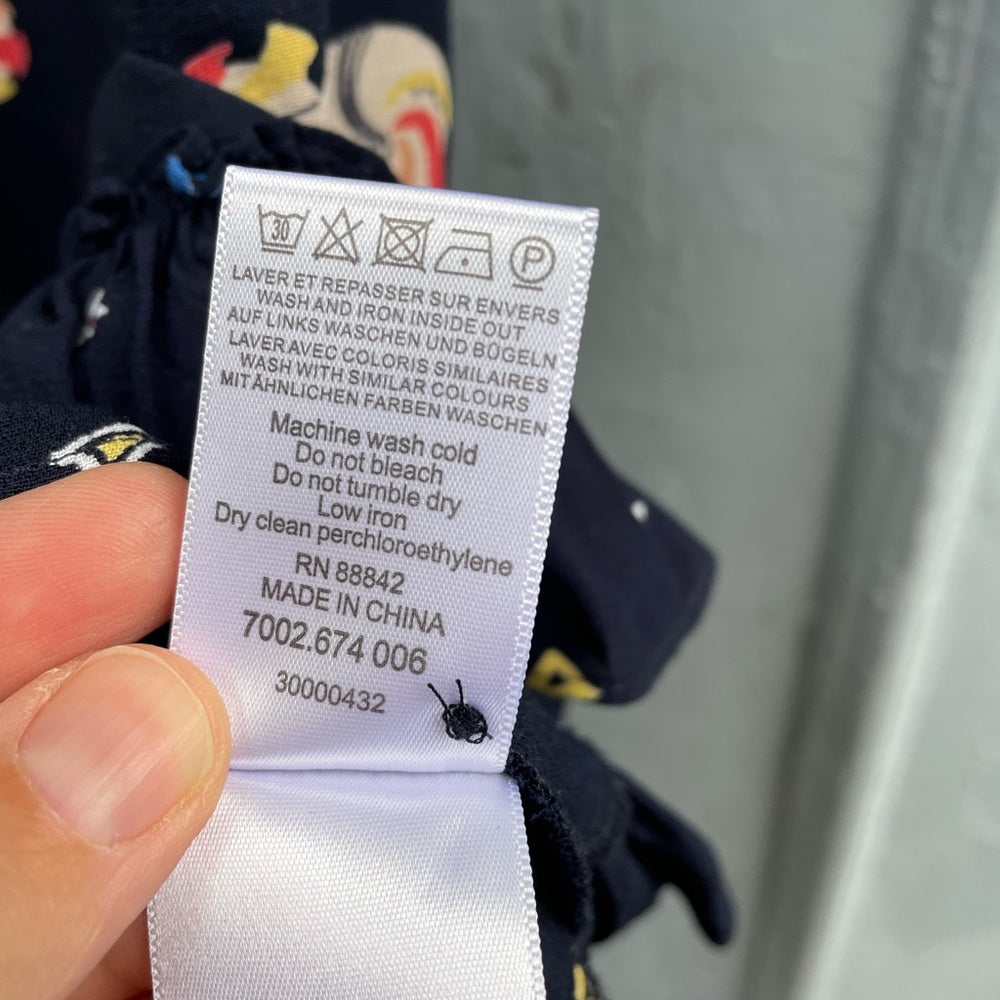 30 P
LAVER ET REPASSER SUR ENVERS
WASH AND IRON INSIDE OUT
AUF LINKS WASCHEN UND BÜGELN
LAVER AVEC COLORIS SIMILAIRES
WASH WITH SIMILAR COLOURS
MIT ÄHNLICHEN FARBEN WASCHEN
Machine wash cold
Do not bleach
Do not tumble dry
Low iron
Dry clean perchloroethylene
RN 88842
MADE IN CHINA
7002.674 006
30000432